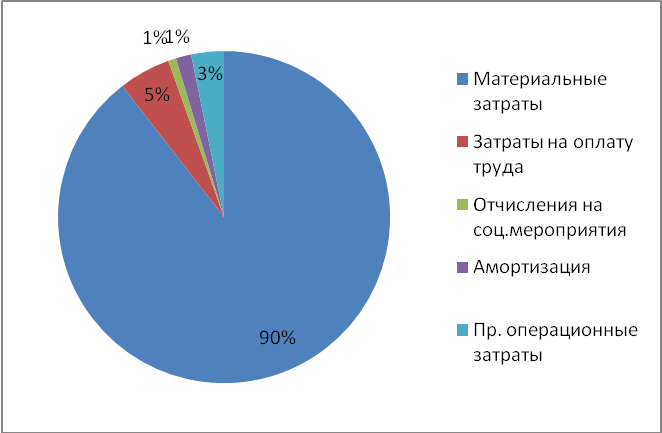 1%
1%
3%
5%
90%
Материальные
затраты
Затраты на оплату
труда
Отчисления на
соц.мероприятия
Амортизация
Пр. операционные
затраты